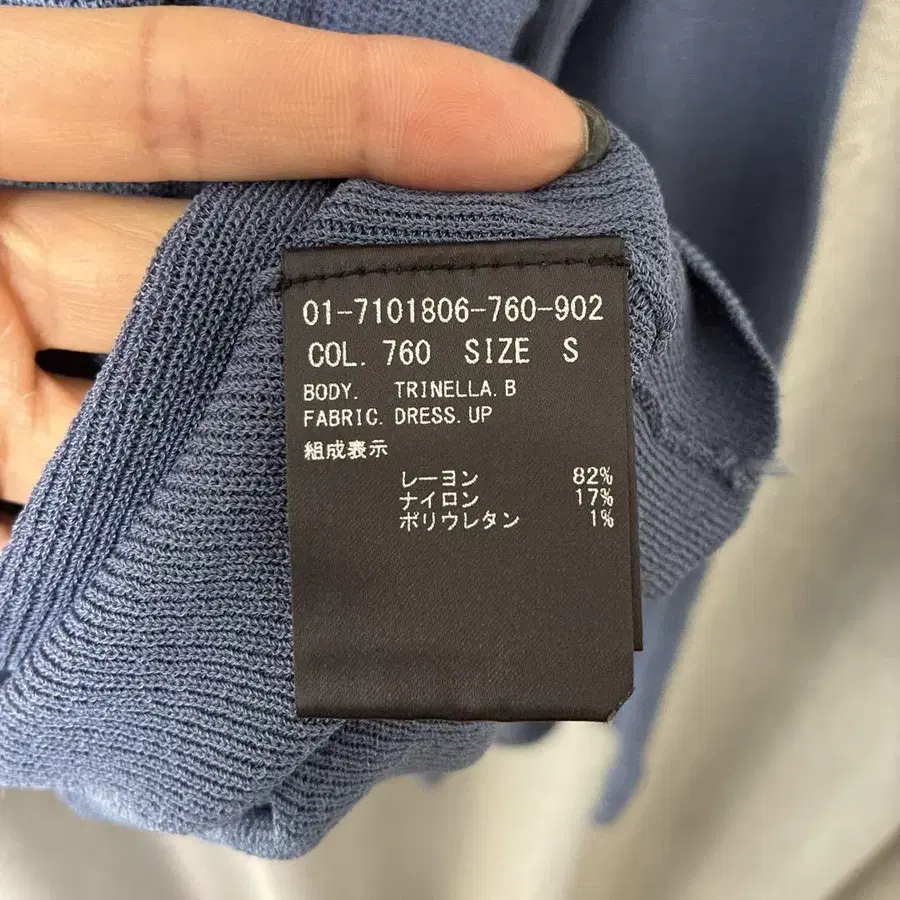 01-7101806-760-902
COL. 760 SIZE S
BODY. TRINELLA.B
FABRIC. DRESS.UP
組成表示
レーヨン 82%
ナイロン 17%
ポリウレタン 1%